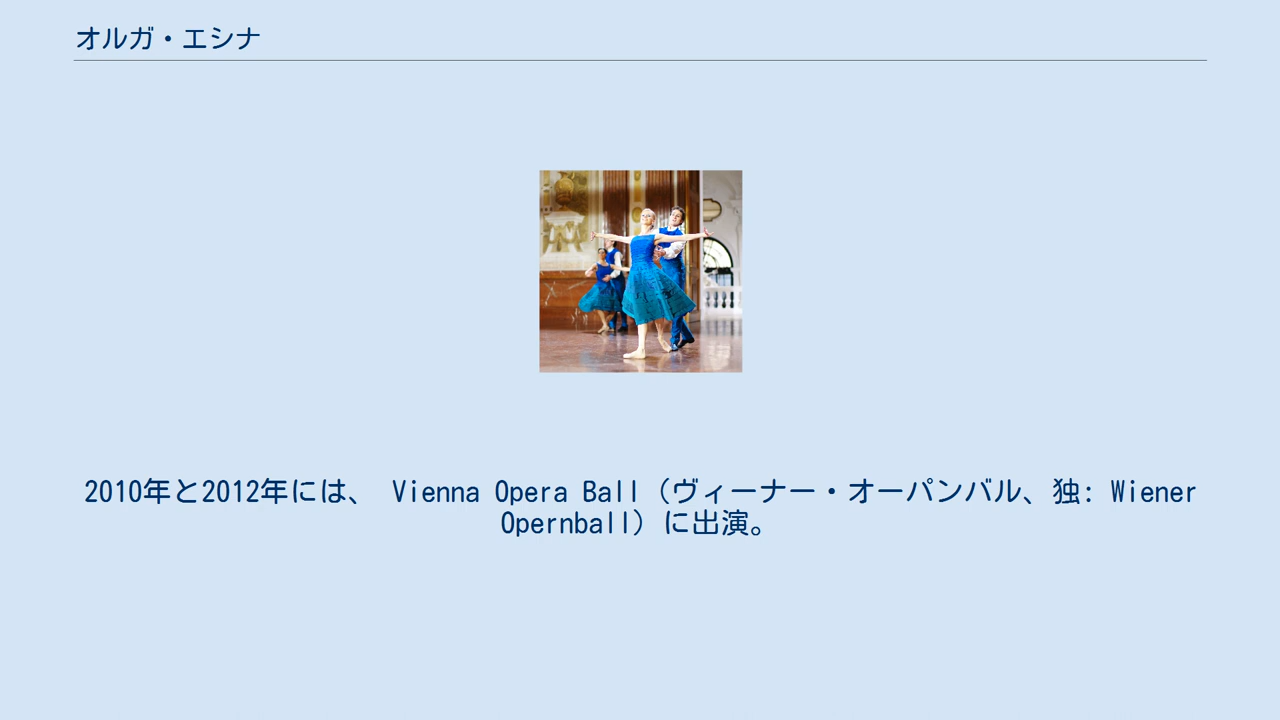 オルガ・エシナ
2010年と2012年には、 Vienna Opera Ball (ヴィーナー・オーパンバル、独: Wiener
Opernball) に出演。